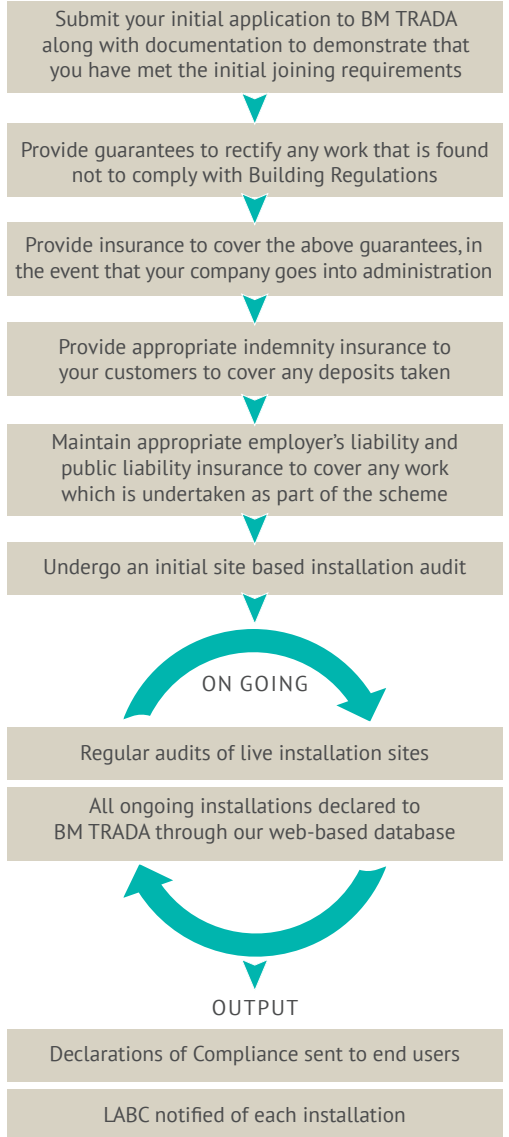 Submit your initial application to BM TRADA
along with documentation to demonstrate that
you have met the initial joining requirements
Provide guarantees to rectify any work that is found
not to comply with Building Regulations
Provide insurance to cover the above guarantees, in
the event that your company goes into administration
Provide appropriate indemnity insurance to
your customers to cover any deposits taken
Maintain appropriate employer’s liability and
public liability insurance to cover any work
which is undertaken as part of the scheme
Undergo an initial site based installation audit
ON GOING
Regular audits of live installation sites
All ongoing installations declared to
BM TRADA through our web-based database
OUTPUT
Declarations of Compliance sent to end users
LABC notified of each installation